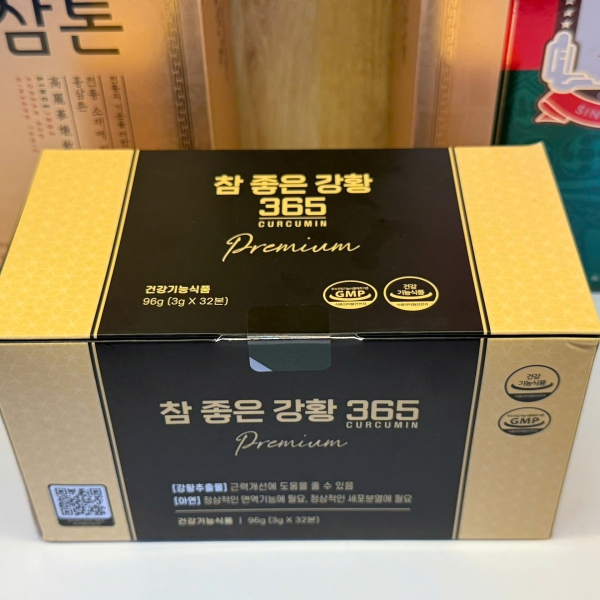 삼톤
참 좋은 강황
365
CURCUMIN
Premium
건강기능식품
96g (3g X 32분)
GMP
건강
기능식품
참 좋은 강황 365
CURCUMIN
Premium
[강황추출물] 근력개선에 도움을 줄 수 있음
[아연] 정상적인 면역기능에 필요, 정상적인 세포분열에 필요
건강기능식품 | 96g (3g X 32분)
건강
기능식품
GMP
SIN